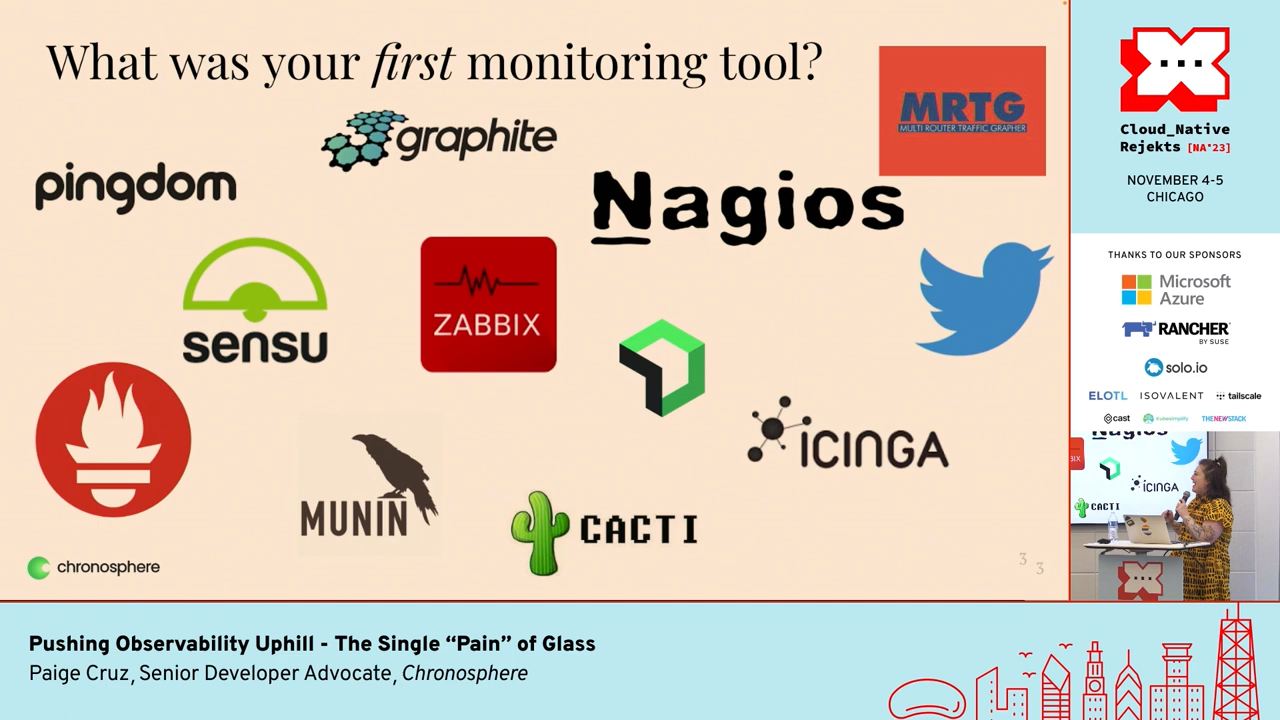 What was your first monitoring tool?
MRTG
MULTI ROUTER TRAFFIC GRAPHER
graphite
pingdom
Nagios
sensu
ZABBIX
ICINGA
MUNIN
CACTI
chronosphere
3
3
Cloud_Native
Rejekts [NA'23]
NOVEMBER 4-5
CHICAGO
THANKS TO OUR SPONSORS
Microsoft
Azure
RANCHER
BY SUSE
solo.io
ELOTL ISOVALENT tailscale
cast kubesimplify THENEWSTACK
Nagios
BIX
ICINGA
CACTI
Pushing Observability Uphill - The Single “Pain” of Glass
Paige Cruz, Senior Developer Advocate, Chronosphere